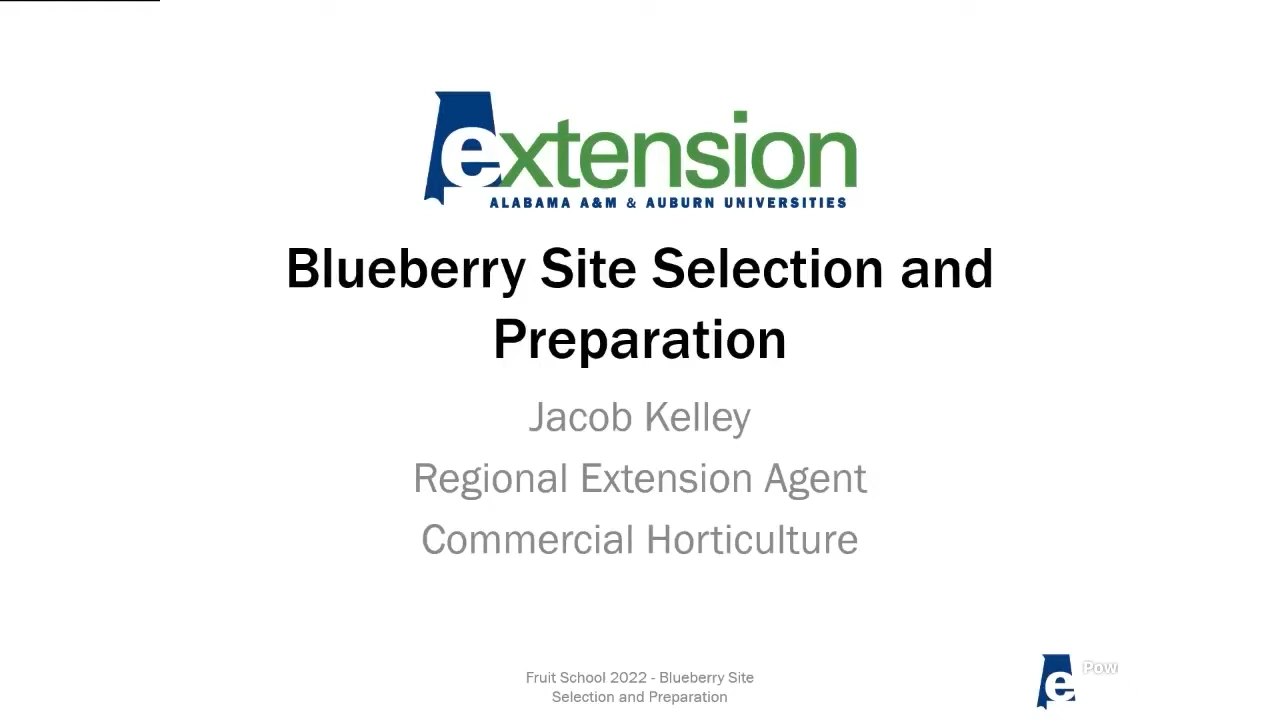 extension
ALABAMA A&M & AUBURN UNIVERSITIES
Blueberry Site Selection and
Preparation
Jacob Kelley
Regional Extension Agent
Commercial Horticulture
Fruit School 2022 - Blueberry Site
Selection and Preparation
e
Pow